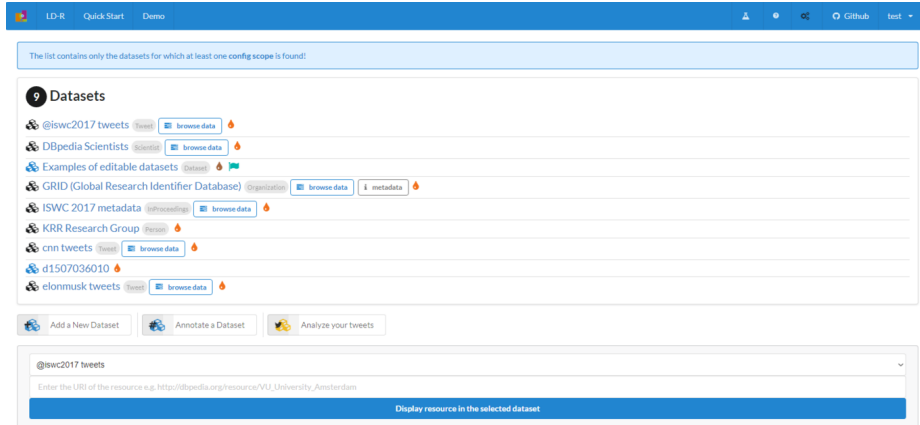 LD-R Quick Start Demo Github test
The list contains only the datasets for which at least one config scope is found!
9 Datasets
@iswc2017 tweets Tweet browse data
DBpedia Scientists Scientist browse data
Examples of editable datasets Dataset
GRID (Global Research Identifier Database) Organization browse data i metadata
ISWC 2017 metadata InProceedings browse data
KRR Research Group Person
cnn tweets Tweet browse data
d1507036010
elonmusk tweets Tweet browse data
Add a New Dataset Annotate a Dataset Analyze your tweets
@iswc2017 tweets
Enter the URI of the resource e.g. http://dbpedia.org/resource/VU_University_Amsterdam
Display resource in the selected dataset